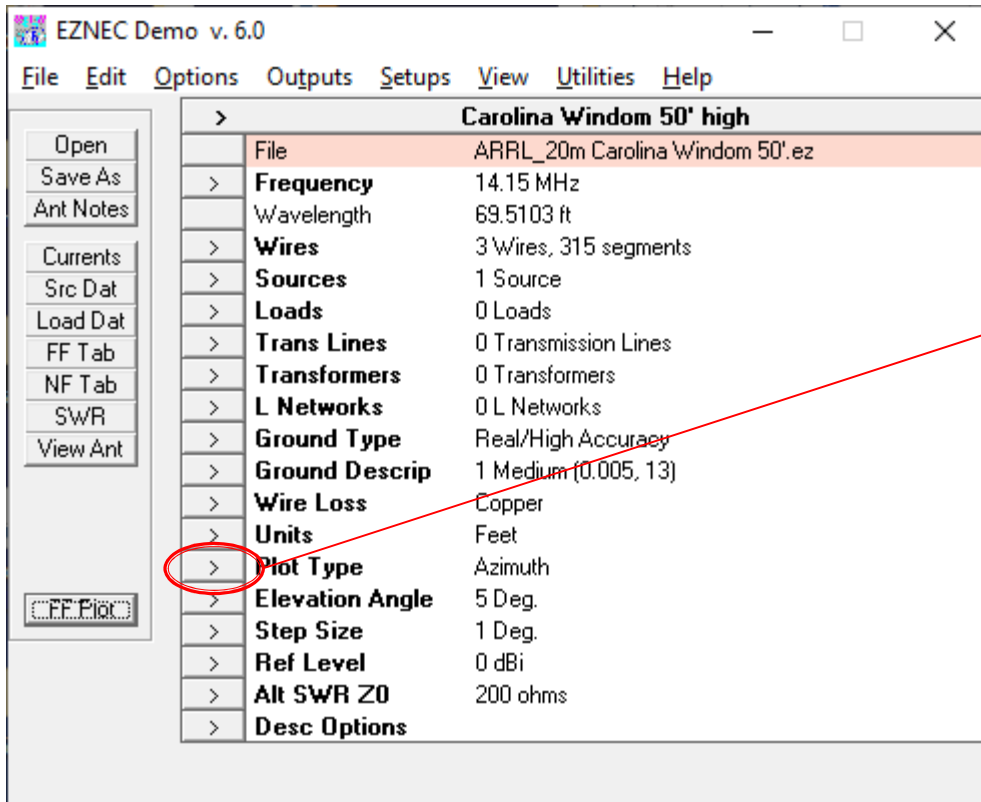 EZNEC Demo v. 6.0
File Edit Options Outputs Setups View Utilities Help
> Carolina Windom 50' high
Open
Save As
Ant Notes
Currents
Src Dat
Load Dat
FF Tab
NF Tab
SWR
View Ant
FF Plot
File ARRL_20m Carolina Windom 50'.ez
> Frequency 14.15 MHz
Wavelength 69.5103 ft
> Wires 3 Wires, 315 segments
> Sources 1 Source
> Loads 0 Loads
> Trans Lines 0 Transmission Lines
> Transformers 0 Transformers
> L Networks 0 L Networks
> Ground Type Real/High Accuracy
> Ground Descrip 1 Medium (0.005, 13)
> Wire Loss Copper
> Units Feet
> Plot Type Azimuth
> Elevation Angle 5 Deg.
> Step Size 1 Deg.
> Ref Level 0 dBi
> Alt SWR Z0 200 ohms
> Desc Options